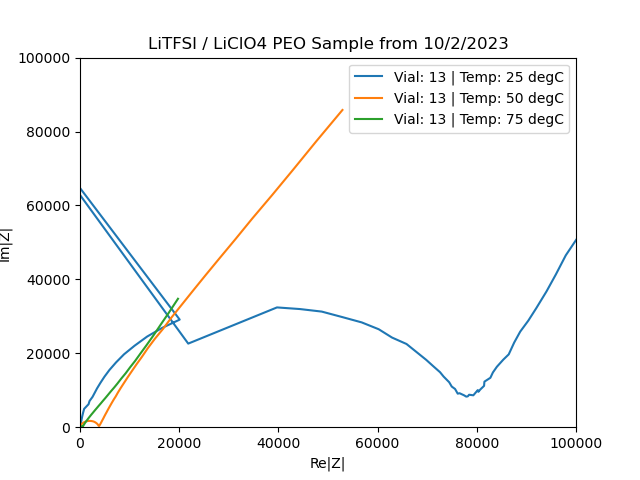 LiTFSI / LiClO4 PEO Sample from 10/2/2023
Vial: 13 | Temp: 25 degC
Vial: 13 | Temp: 50 degC
Vial: 13 | Temp: 75 degC
100000
80000
60000
40000
20000
0
Im|Z|
0 20000 40000 60000 80000 100000
Re|Z|